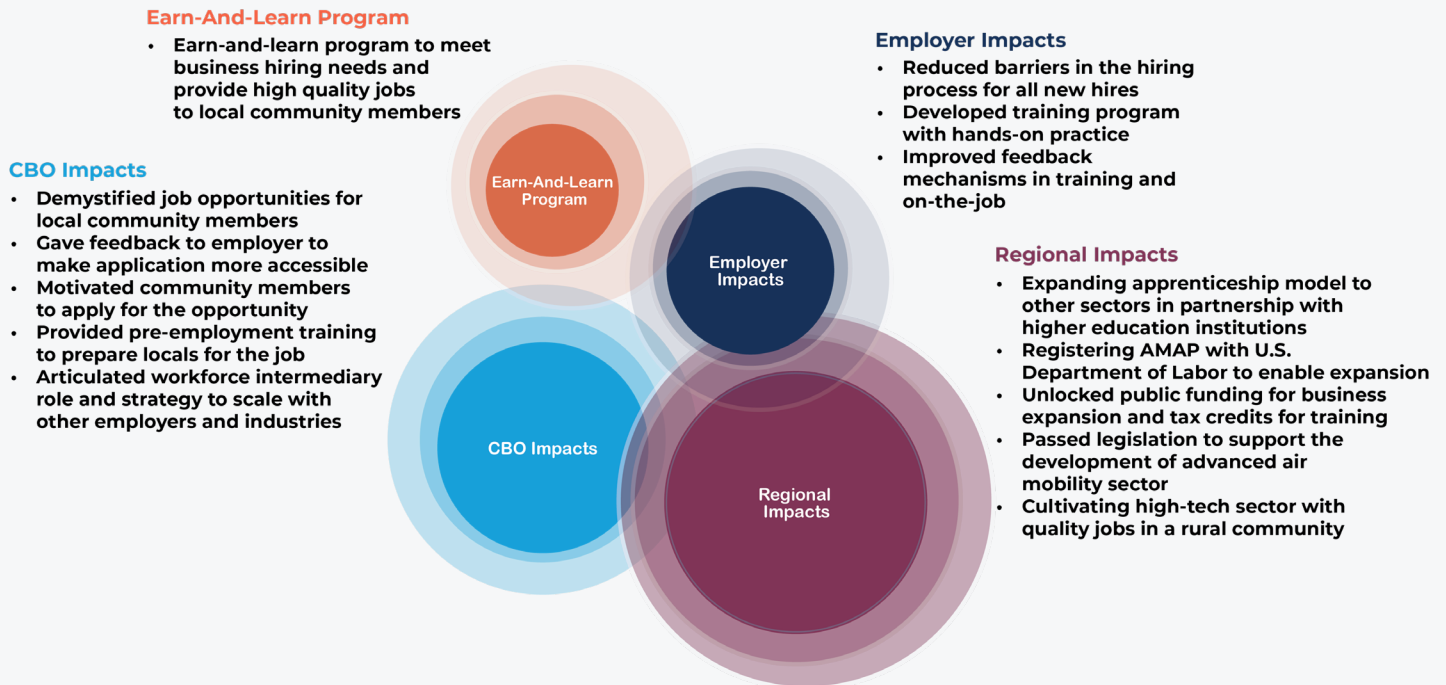 Earn-And-Learn Program
• Earn-and-learn program to meet
business hiring needs and
provide high quality jobs
to local community members
CBO Impacts
• Demystified job opportunities for
local community members
• Gave feedback to employer to
make application more accessible
• Motivated community members
to apply for the opportunity
• Provided pre-employment training
to prepare locals for the job
• Articulated workforce intermediary
role and strategy to scale with
other employers and industries
Earn-And-Learn
Program
Employer
Impacts
CBO Impacts
Regional
Impacts
Employer Impacts
• Reduced barriers in the hiring
process for all new hires
• Developed training program
with hands-on practice
• Improved feedback
mechanisms in training and
on-the-job
Regional Impacts
• Expanding apprenticeship model to
other sectors in partnership with
higher education institutions
• Registering AMAP with U.S.
Department of Labor to enable expansion
• Unlocked public funding for business
expansion and tax credits for training
• Passed legislation to support the
development of advanced air
mobility sector
• Cultivating high-tech sector with
quality jobs in a rural community